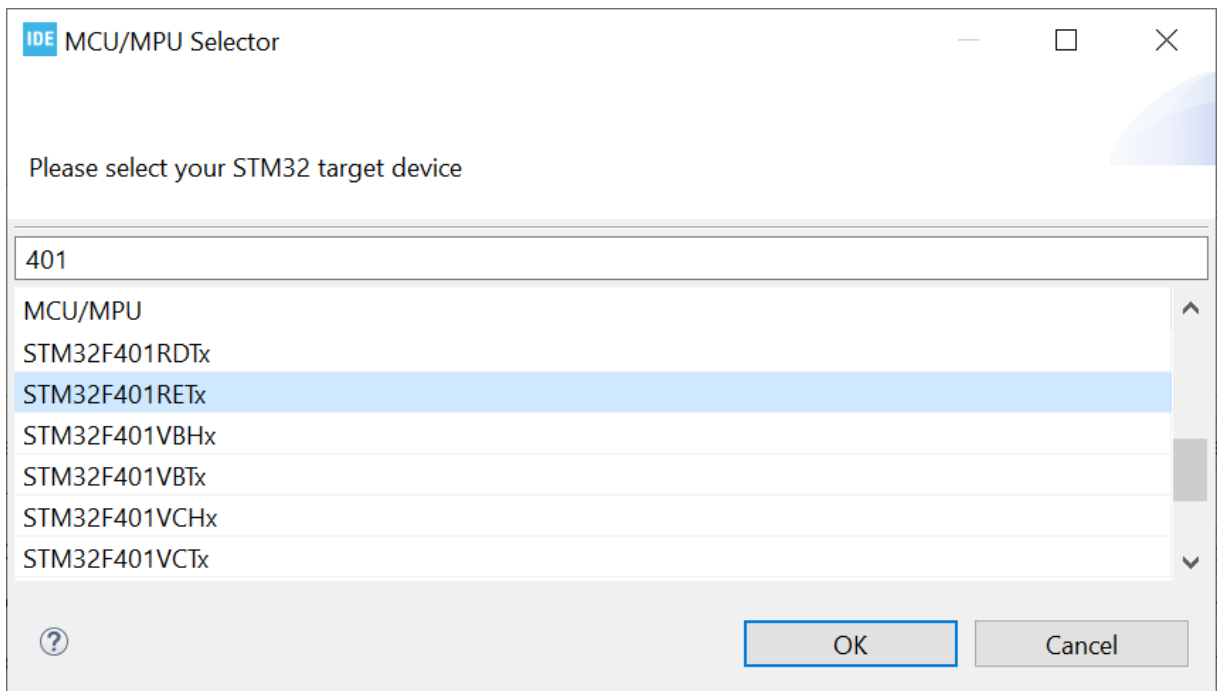 IDE MCU/MPU Selector
Please select your STM32 target device
401
MCU/MPU
STM32F401RDTx
STM32F401RETx
STM32F401VBHx
STM32F401VBTx
STM32F401VCHx
STM32F401VCTx
? OK Cancel